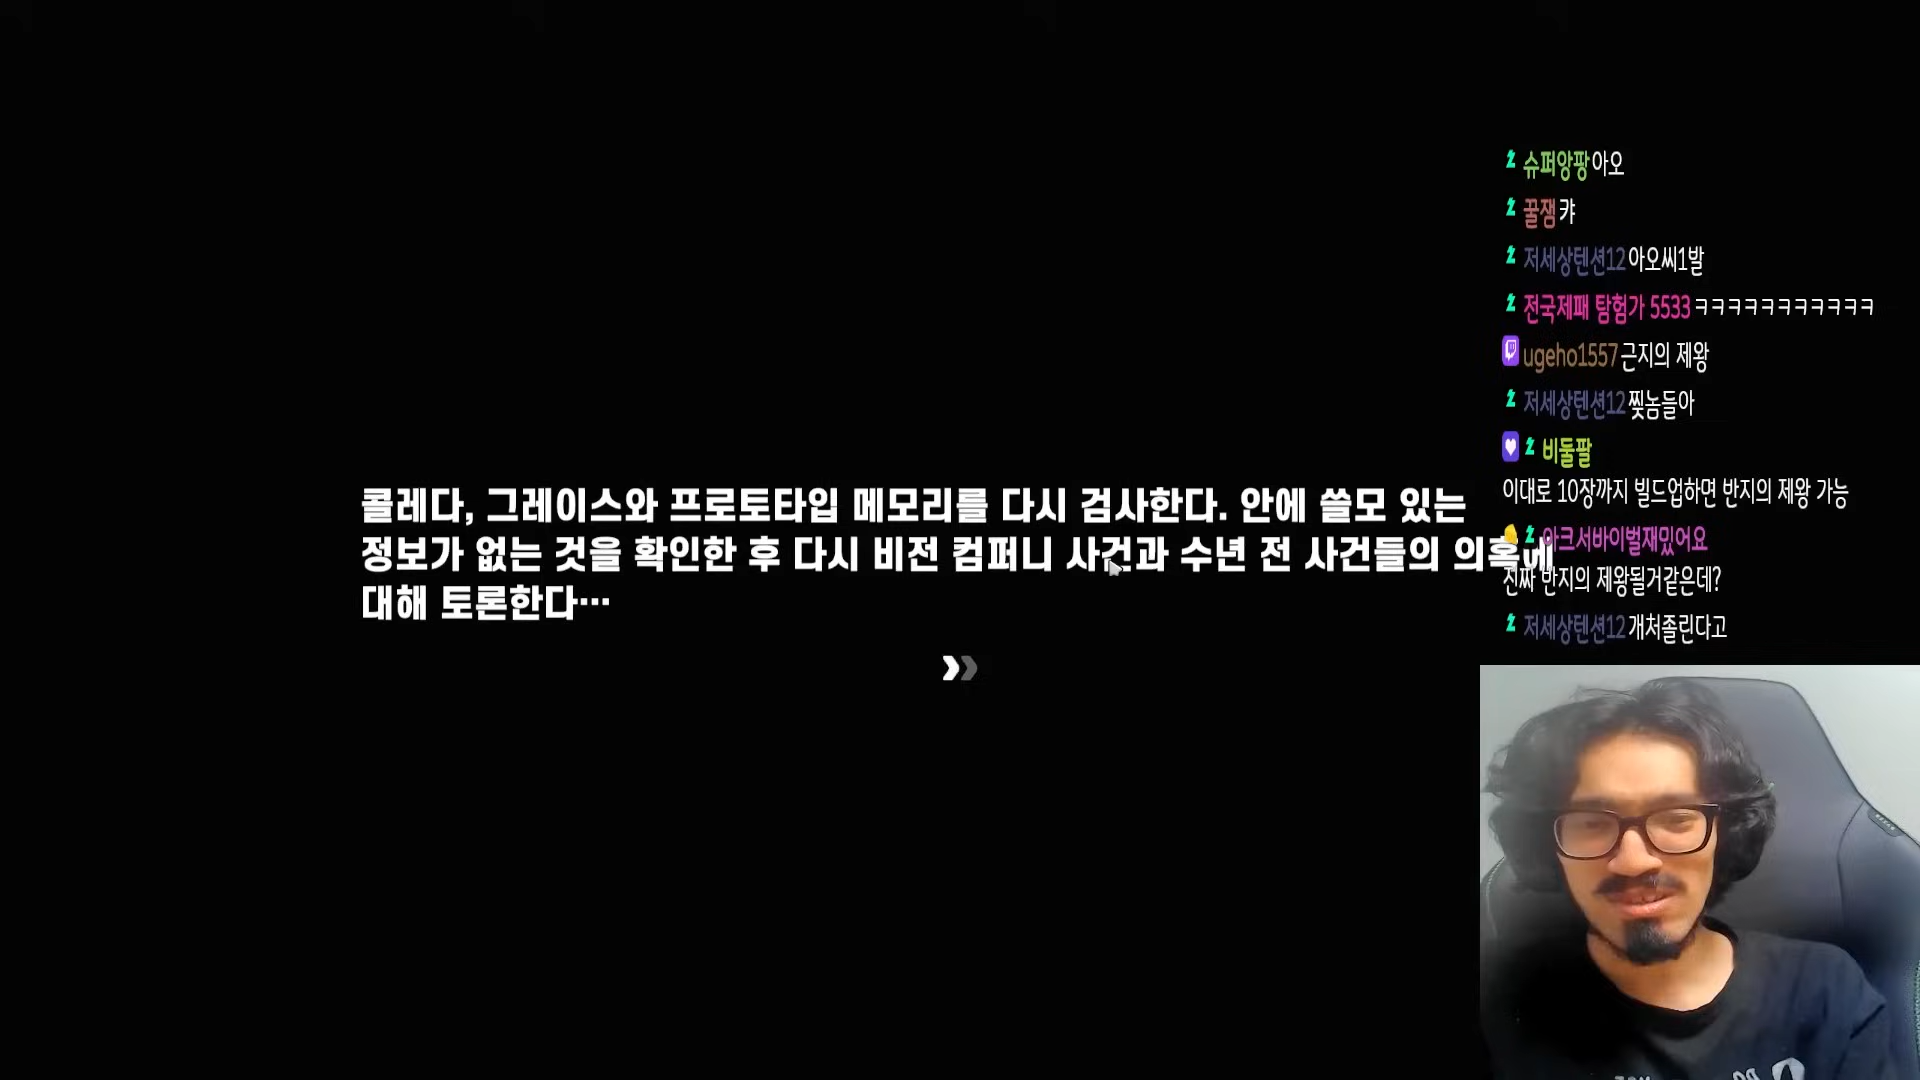 콜레다, 그레이스와 프로토타입 메모리를 다시 검사한다. 안에 쓸모 있는
정보가 없는 것을 확인한 후 다시 비전 컴퍼니 사건과 수년 전 사건들의 의혹에
대해 토론한다…
슈퍼앙팡 아오
꿀잼 캬
저세상텐션12 아오씨1발
전국제패 탐험가 5533 ㅋㅋㅋㅋㅋㅋㅋㅋㅋㅋㅋ
ugeho1557 근지의 제왕
저세상텐션12 찢놈들아
비둘팔
이대로 10장까지 빌드업하면 반지의 제왕 가능
아크서바이벌재밌어요
진짜 반지의 제왕될거같은데?
저세상텐션12 개처졸린다고